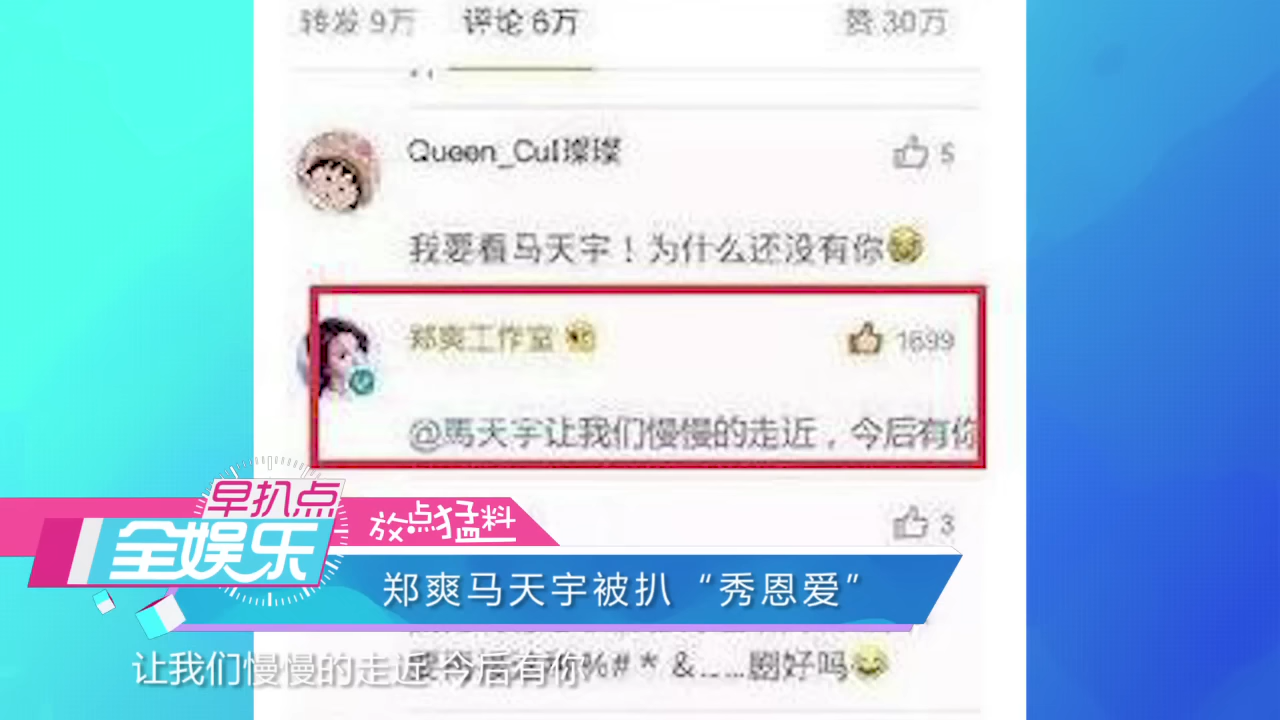 转发 9万 评论 6万 赞 30万
Queen_Cul璨璨 5
我要看马天宇！为什么还没有你
郑爽工作室 1699
@馬天宇让我们慢慢的走近，今后有你
3
早扒点
全娱乐
放点猛料
郑爽马天宇被扒“秀恩爱”
%#*&……剧好吗
让我们慢慢的走近 今后有你